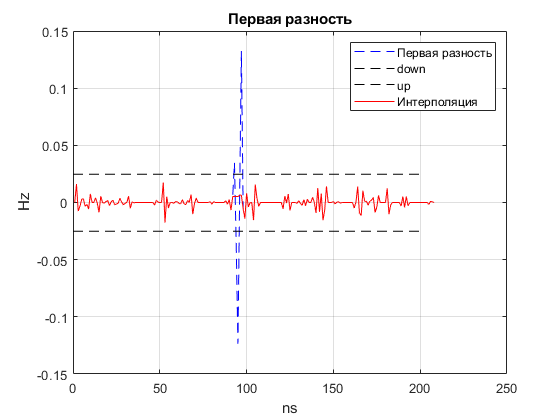 Первая разность
0.15
0.1
0.05
0
-0.05
-0.1
-0.15
Hz
0 50 100 150 200 250
ns
Первая разность
down
up
Интерполяция